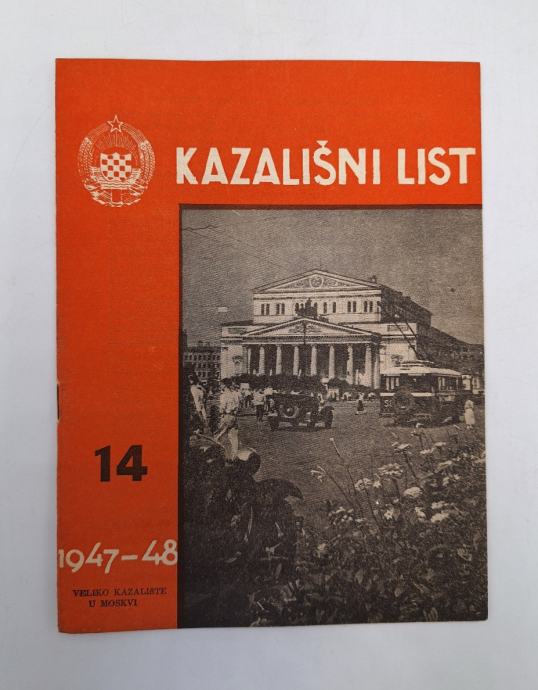 KAZALIŠNI LIST
14
1947-48
VELIKO KAZALIŠTE
U MOSKVI